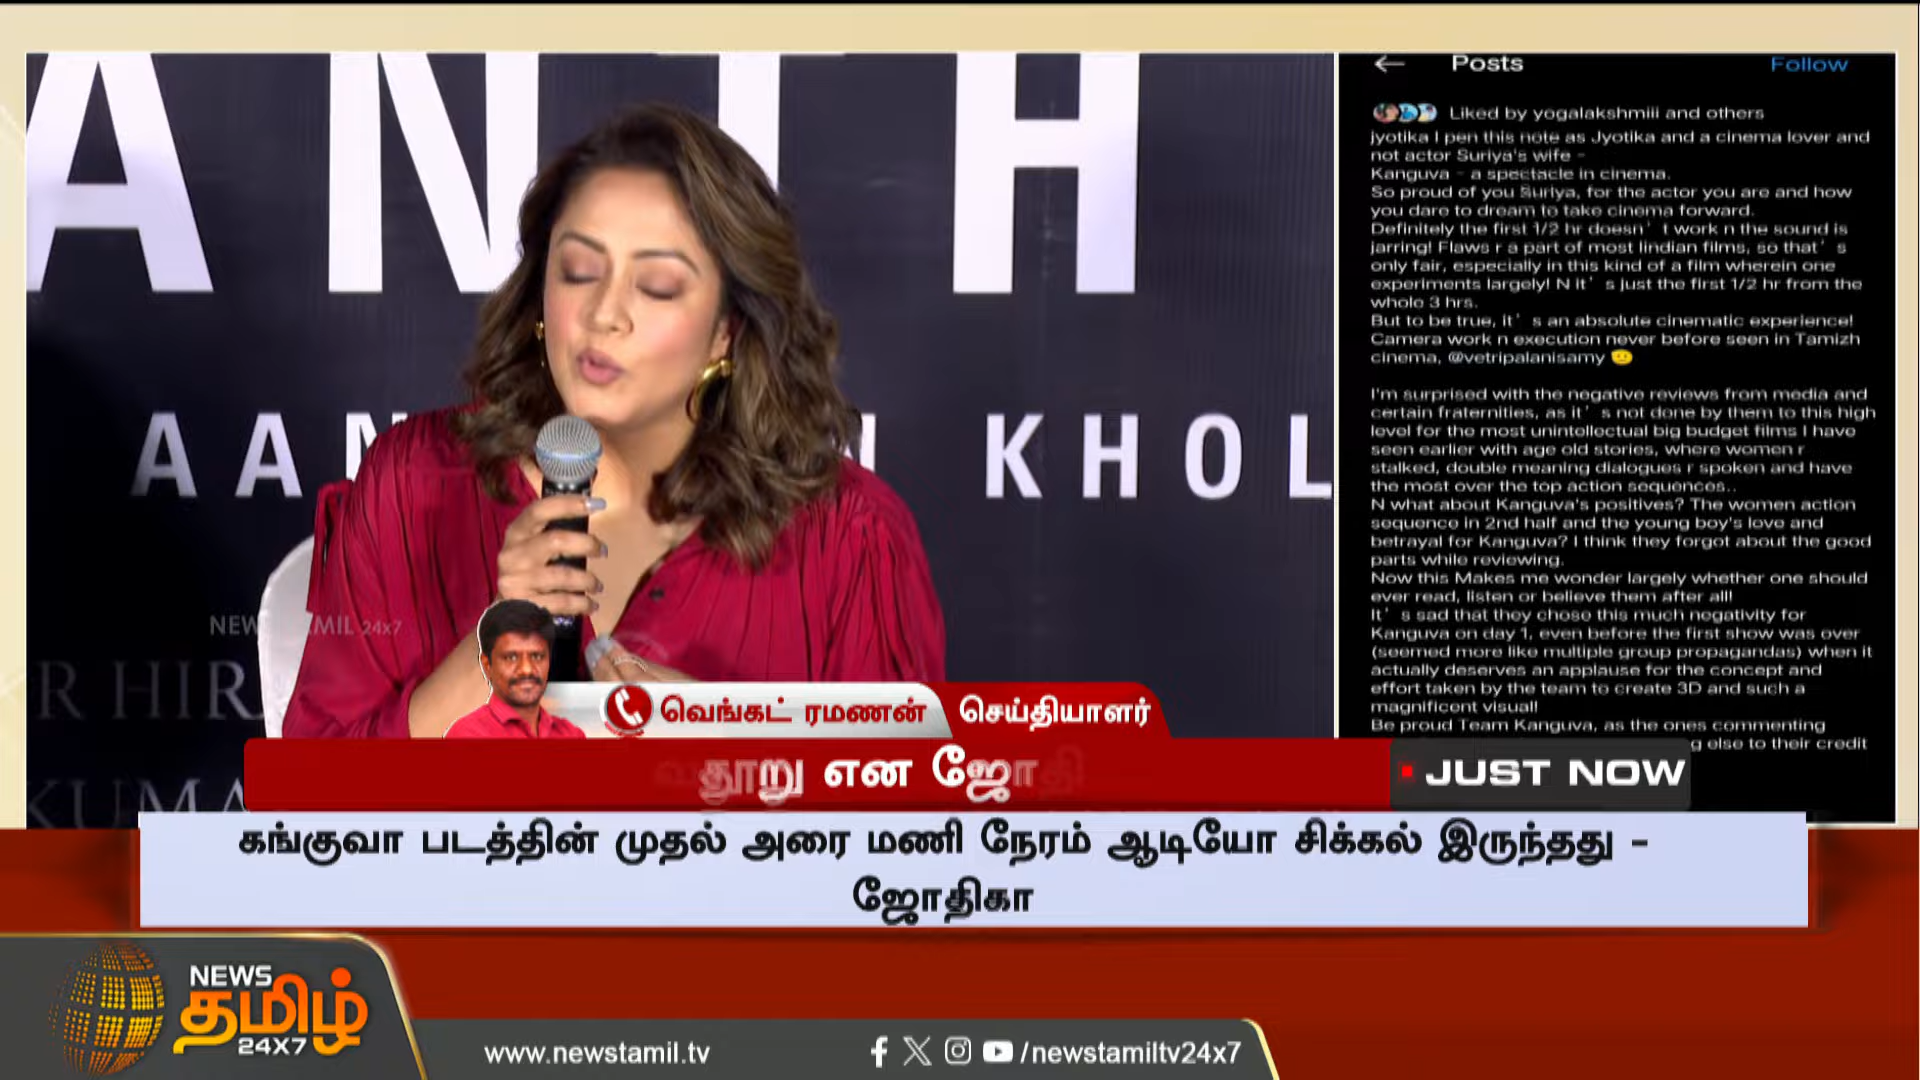 ANTH
Posts
Follow
Liked by yogalakshmiii and others
jyotika I pen this note as Jyotika and a cinema lover and
not actor Suriya's wife -
Kanguva - a spectacle in cinema.
So proud of you Suriya, for the actor you are and how
you dare to dream to take cinema forward.
Definitely the first 1/2 hr doesn't work n the sound is
jarring! Flaws r a part of most Iindian films, so that's
only fair, especially in this kind of a film wherein one
experiments largely! N it's just the first 1/2 hr from the
whole 3 hrs.
But to be true, it's an absolute cinematic experience!
Camera work n execution never before seen in Tamizh
cinema, @vetripalanisamy 🫡
I'm surprised with the negative reviews from media and
certain fraternities, as it's not done by them to this high
level for the most unintellectual big budget films I have
seen earlier with age old stories, where women r
stalked, double meaning dialogues r spoken and have
the most over the top action sequences..
N what about Kanguva's positives? The women action
sequence in 2nd half and the young boy's love and
betrayal for Kanguva? I think they forgot about the good
parts while reviewing.
Now this Makes me wonder largely whether one should
ever read, listen or believe them after all!
It's sad that they chose this much negativity for
Kanguva on day 1, even before the first show was over
(seemed more like multiple group propagandas) when it
actually deserves an applause for the concept and
effort taken by the team to create 3D and such a
magnificent visual!
Be proud Team Kanguva, as the ones commenting
g else to their credit
AAN N KHOL
NEWS TAMIL 24x7
R HIR
KUMA
வெங்கட் ரமணன் செய்தியாளர்
தூறு என ஜோதி
JUST NOW
கங்குவா படத்தின் முதல் அரை மணி நேரம் ஆடியோ சிக்கல் இருந்தது -
ஜோதிகா
NEWS
தமிழ்
24X7
www.newstamil.tv
/newstamiltv24x7